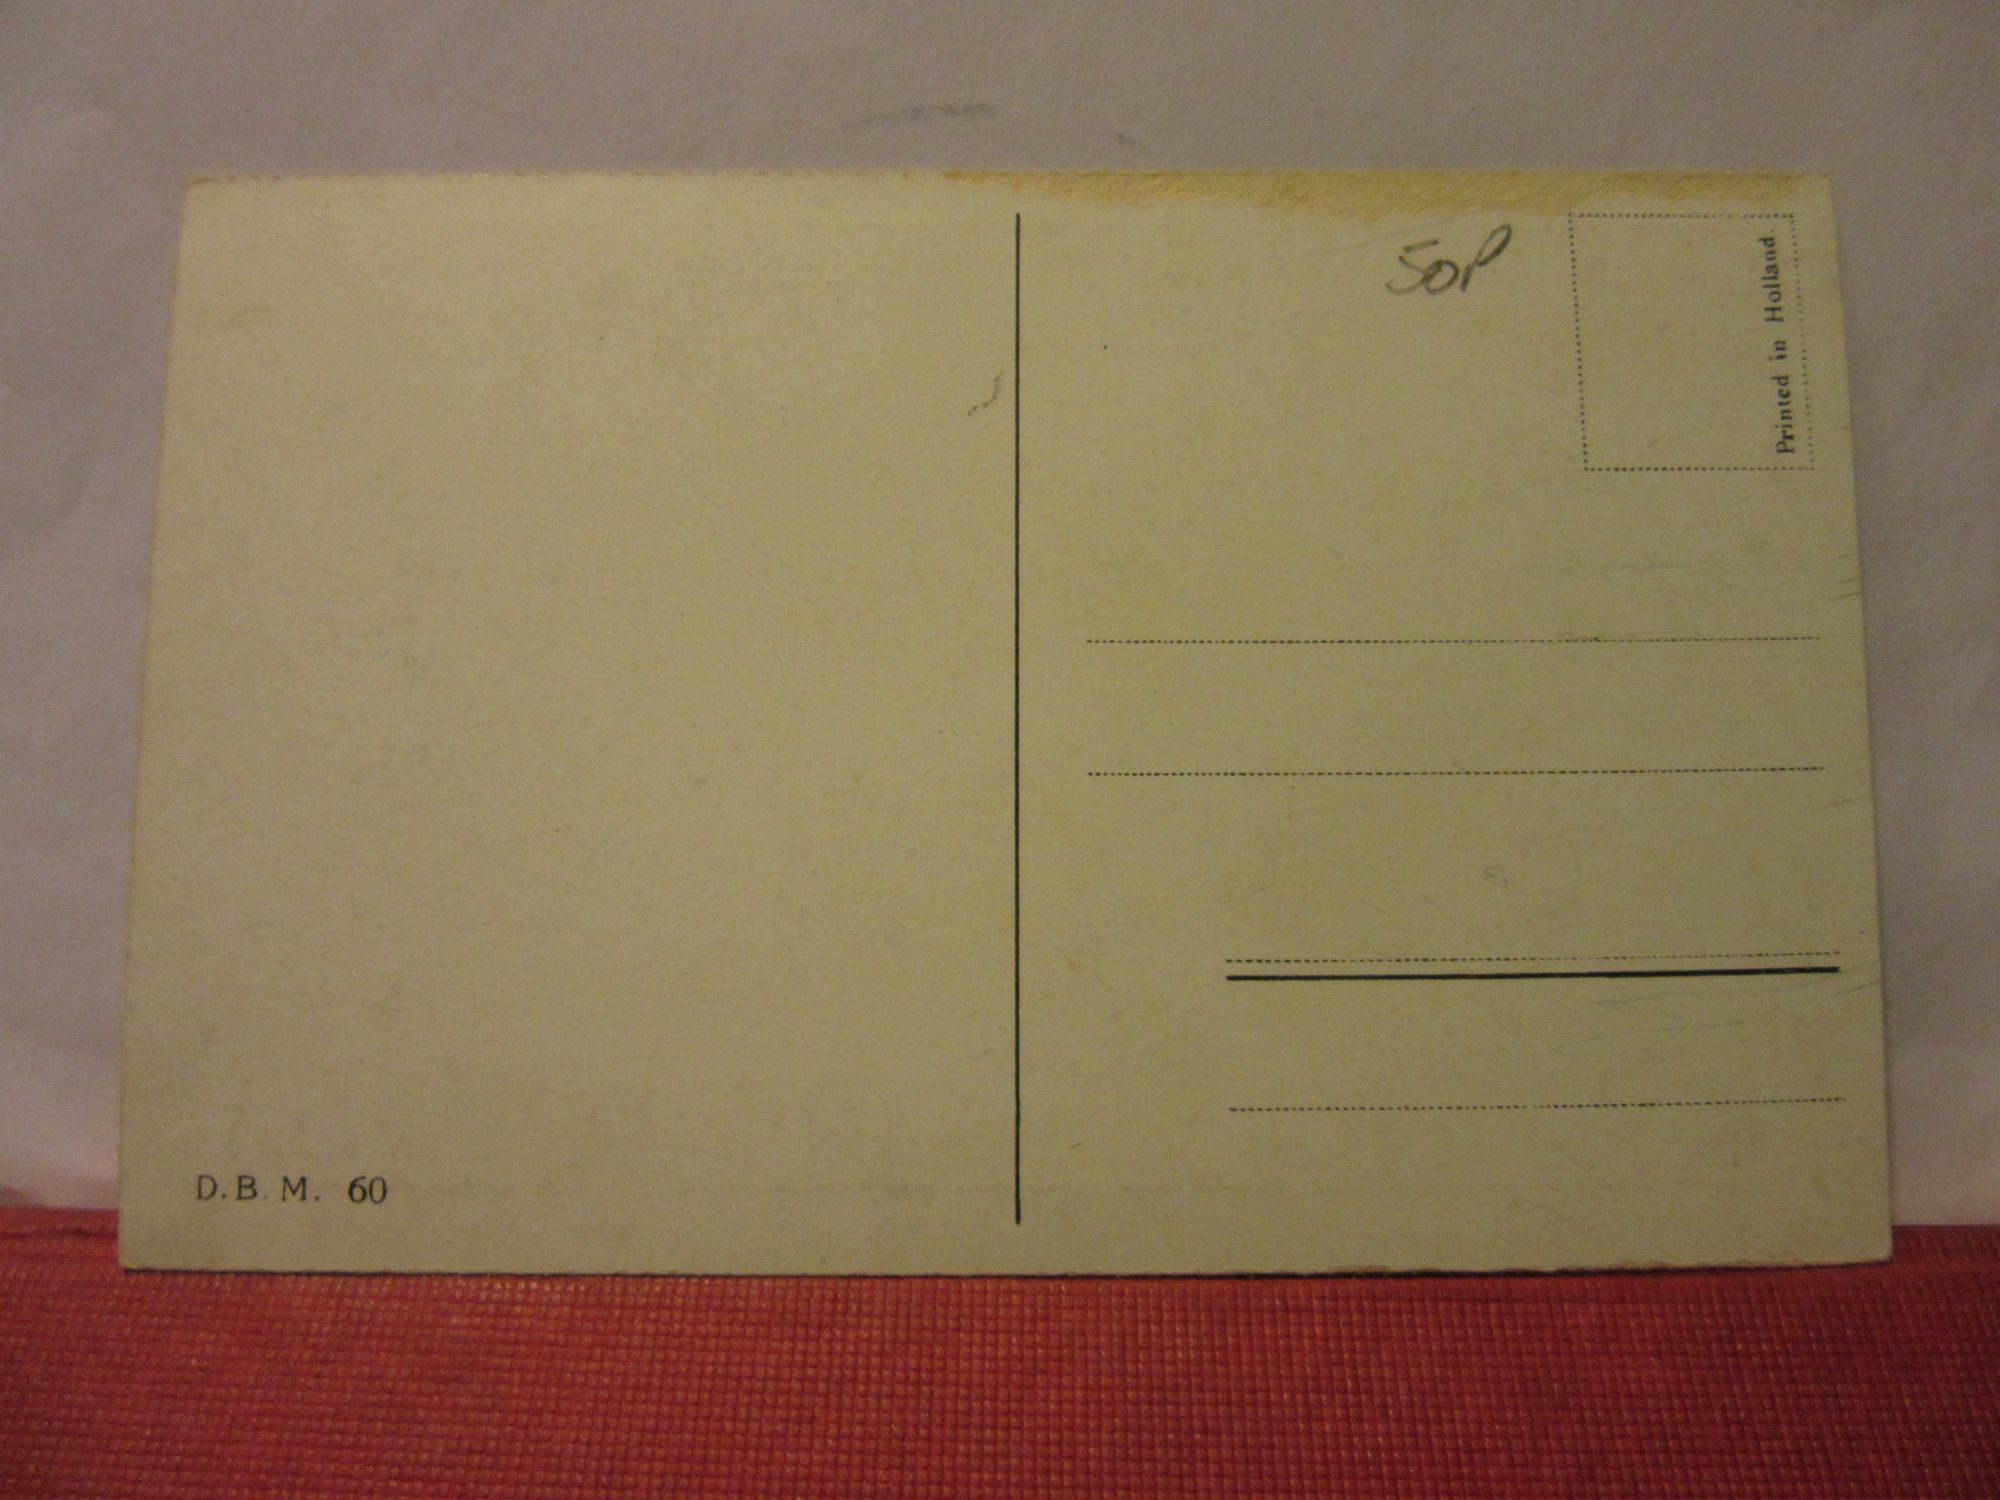 50P
Printed in Holland.
D.B.M. 60